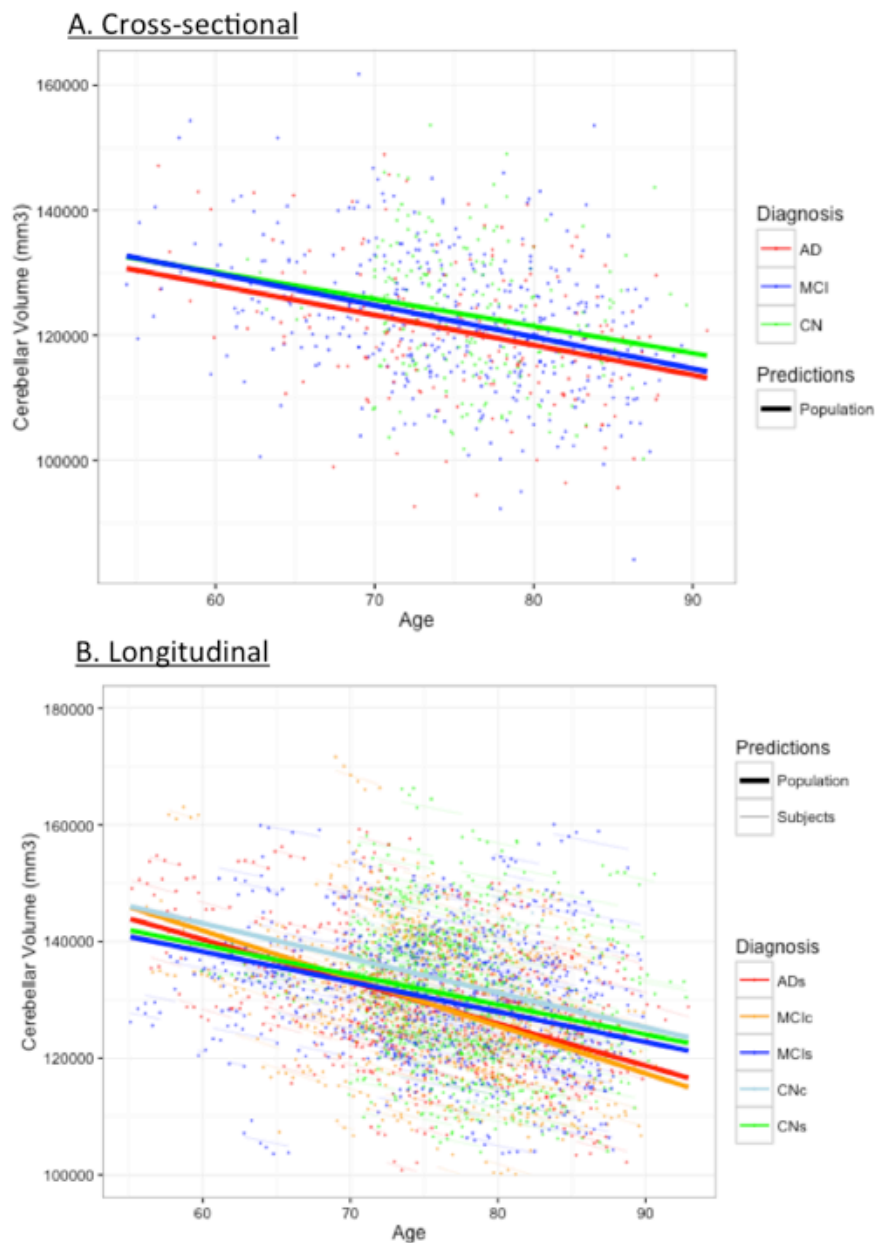 A. Cross-sectional
160000
140000
120000
100000
Cerebellar Volume (mm3)
60 70 80 90
Age
Diagnosis
AD
MCI
CN
Predictions
Population
B. Longitudinal
180000
160000
140000
120000
100000
Cerebellar Volume (mm3)
60 70 80 90
Age
Predictions
Population
Subjects
Diagnosis
ADs
MCIc
MCIs
CNc
CNs